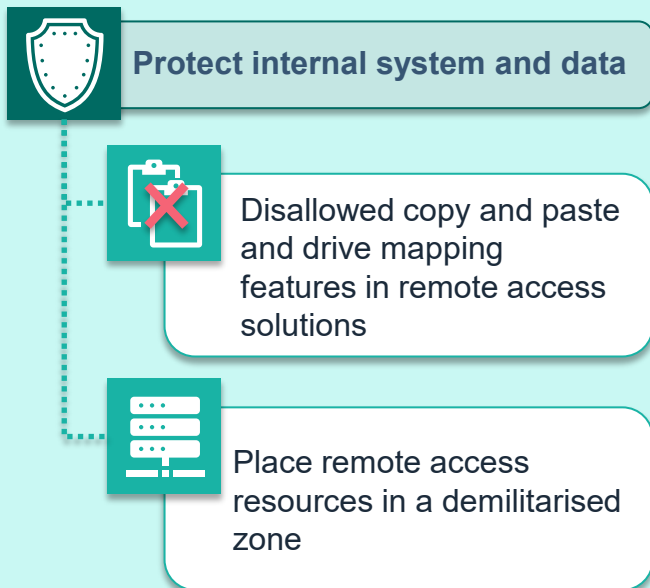 Protect internal system and data
Disallowed copy and paste
and drive mapping
features in remote access
solutions
Place remote access
resources in a demilitarised
zone